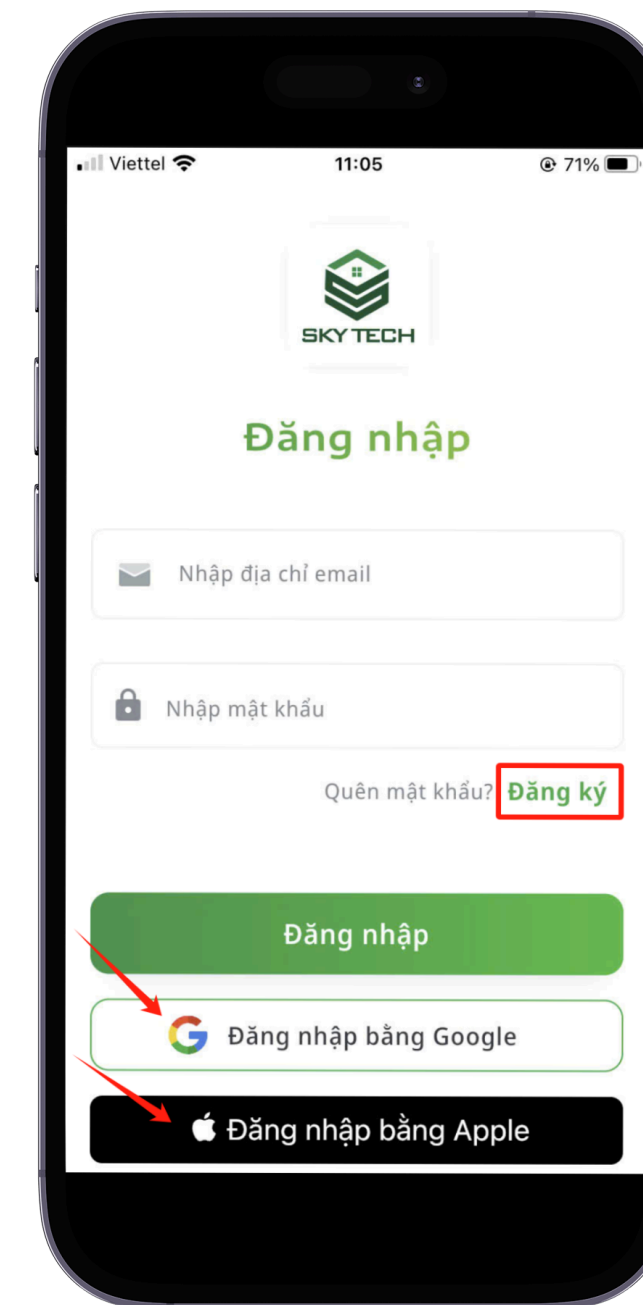 Viettel 11:05 71%
SKY TECH
Đăng nhập
Nhập địa chỉ email
Nhập mật khẩu
Quên mật khẩu? Đăng ký
Đăng nhập
Đăng nhập bằng Google
Đăng nhập bằng Apple